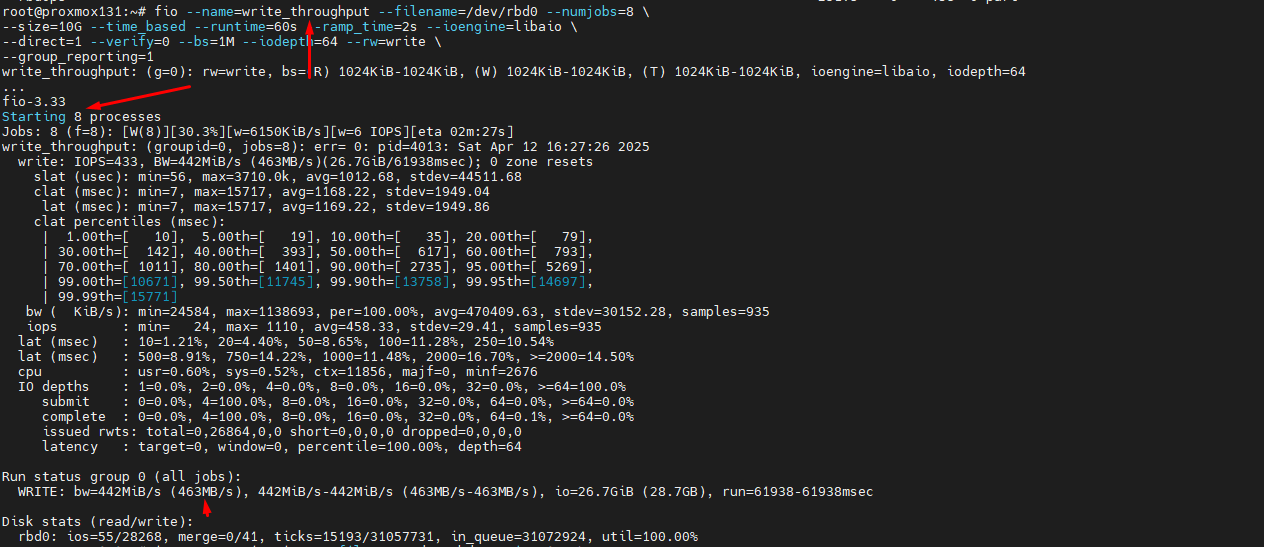 root@proxmox131:~# fio --name=write_throughput --filename=/dev/rbd0 --numjobs=8 \
--size=10G --time_based --runtime=60s --ramp_time=2s --ioengine=libaio \
--direct=1 --verify=0 --bs=1M --iodepth=64 --rw=write \
--group_reporting=1
write_throughput: (g=0): rw=write, bs=(R) 1024KiB-1024KiB, (W) 1024KiB-1024KiB, (T) 1024KiB-1024KiB, ioengine=libaio, iodepth=64
...
fio-3.33
Starting 8 processes
Jobs: 8 (f=8): [W(8)][30.3%][w=6150KiB/s][w=6 IOPS][eta 02m:27s]
write_throughput: (groupid=0, jobs=8): err= 0: pid=4013: Sat Apr 12 16:27:26 2025
write: IOPS=433, BW=442MiB/s (463MB/s)(26.7GiB/61938msec); 0 zone resets
slat (usec): min=56, max=3710.0k, avg=1012.68, stdev=44511.68
clat (msec): min=7, max=15717, avg=1168.22, stdev=1949.04
lat (msec): min=7, max=15717, avg=1169.22, stdev=1949.86
clat percentiles (msec):
| 1.00th=[ 10], 5.00th=[ 19], 10.00th=[ 35], 20.00th=[ 79],
| 30.00th=[ 142], 40.00th=[ 393], 50.00th=[ 617], 60.00th=[ 793],
| 70.00th=[ 1011], 80.00th=[ 1401], 90.00th=[ 2735], 95.00th=[ 5269],
| 99.00th=[10671], 99.50th=[11745], 99.90th=[13758], 99.95th=[14697],
| 99.99th=[15771]
bw ( KiB/s): min=24584, max=1138693, per=100.00%, avg=470409.63, stdev=30152.28, samples=935
iops : min= 24, max= 1110, avg=458.33, stdev=29.41, samples=935
lat (msec) : 10=1.21%, 20=4.40%, 50=8.65%, 100=11.28%, 250=10.54%
lat (msec) : 500=8.91%, 750=14.22%, 1000=11.48%, 2000=16.70%, >=2000=14.50%
cpu : usr=0.60%, sys=0.52%, ctx=11856, majf=0, minf=2676
IO depths : 1=0.0%, 2=0.0%, 4=0.0%, 8=0.0%, 16=0.0%, 32=0.0%, >=64=100.0%
submit : 0=0.0%, 4=100.0%, 8=0.0%, 16=0.0%, 32=0.0%, 64=0.0%, >=64=0.0%
complete : 0=0.0%, 4=100.0%, 8=0.0%, 16=0.0%, 32=0.0%, 64=0.1%, >=64=0.0%
issued rwts: total=0,26864,0,0 short=0,0,0,0 dropped=0,0,0,0
latency : target=0, window=0, percentile=100.00%, depth=64
Run status group 0 (all jobs):
WRITE: bw=442MiB/s (463MB/s), 442MiB/s-442MiB/s (463MB/s-463MB/s), io=26.7GiB (28.7GB), run=61938-61938msec
Disk stats (read/write):
rbd0: ios=55/28268, merge=0/41, ticks=15193/31057731, in_queue=31072924, util=100.00%